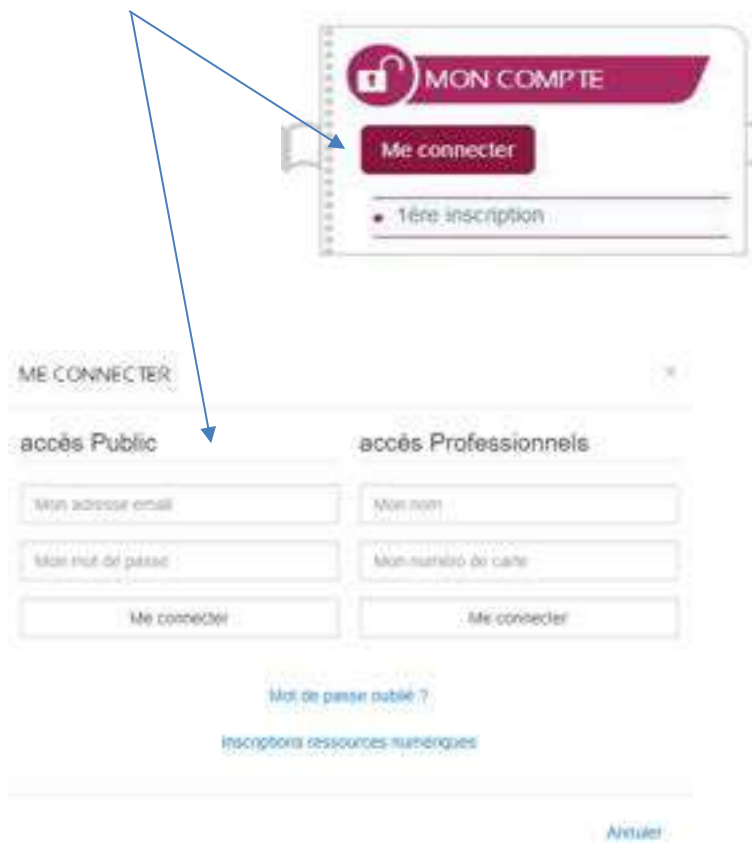 MON COMPTE
Me connecter
• 1ère inscription
ME CONNECTER ×
accès Public
accès Professionnels
Mon adresse email
Mon nom
Mon mot de passe
Mon numéro de carte
Me connecter
Me connecter
Mot de passe oublié ?
Inscriptions ressources numériques
Annuler